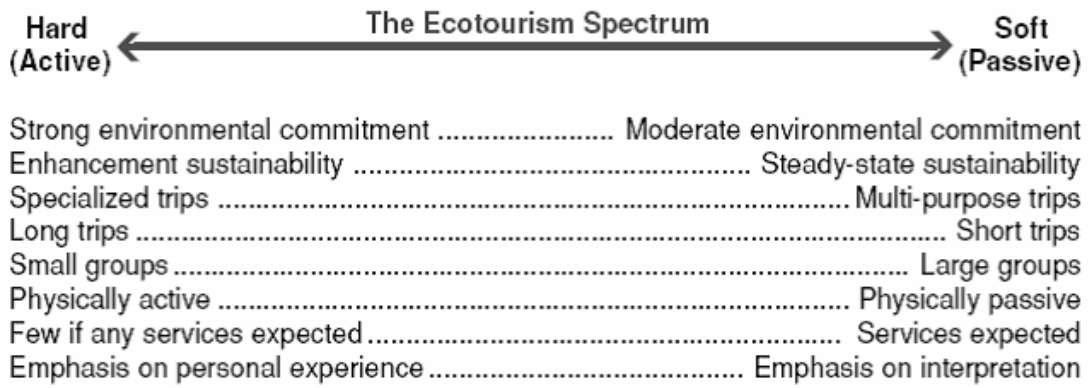 The Ecotourism Spectrum
Hard (Active)
Soft (Passive)
Strong environmental commitment ....................... Moderate environmental commitment
Enhancement sustainability .................................................... Steady-state sustainability
Specialized trips .................................................................................. Multi-purpose trips
Long trips .......................................................................................................... Short trips
Small groups ................................................................................................ Large groups
Physically active ................................................................................... Physically passive
Few if any services expected .............................................................. Services expected
Emphasis on personal experience ......................................... Emphasis on interpretation